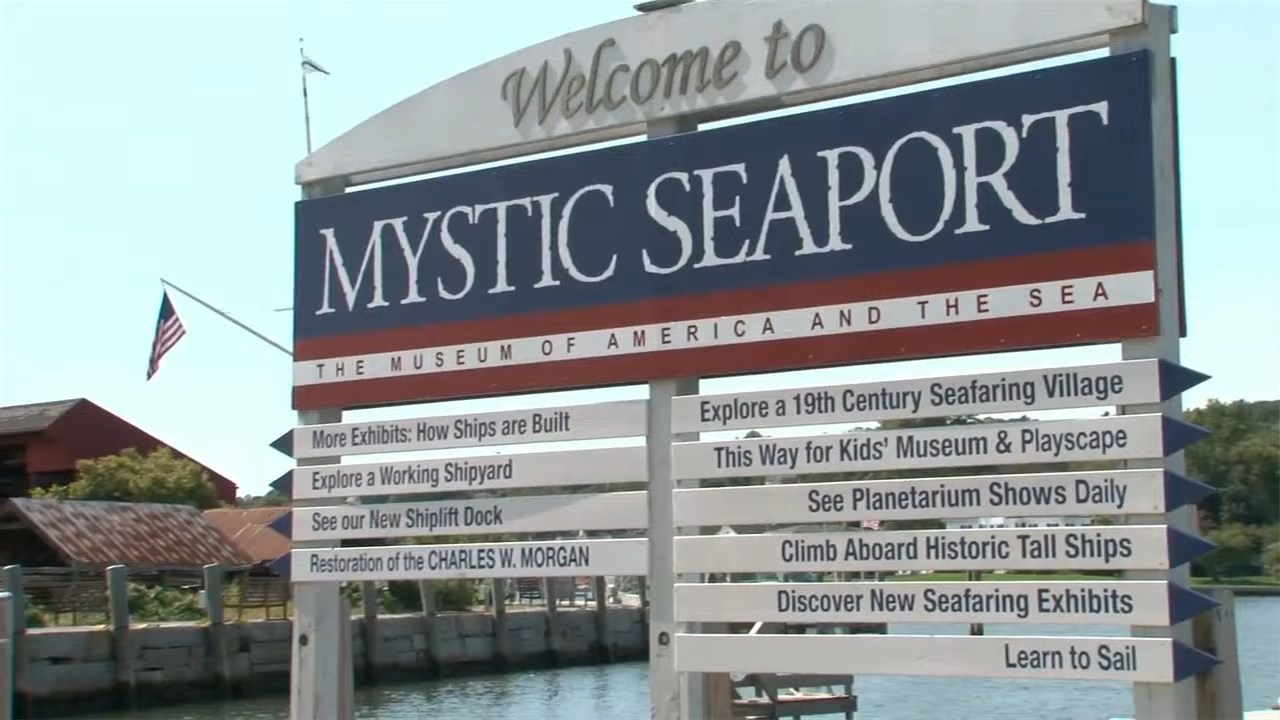 Welcome to
MYSTIC SEAPORT
THE MUSEUM OF AMERICA AND THE SEA
More Exhibits: How Ships are Built
Explore a Working Shipyard
See our New Shiplift Dock
Restoration of the CHARLES W. MORGAN
Explore a 19th Century Seafaring Village
This Way for Kids' Museum & Playscape
See Planetarium Shows Daily
Climb Aboard Historic Tall Ships
Discover New Seafaring Exhibits
Learn to Sail